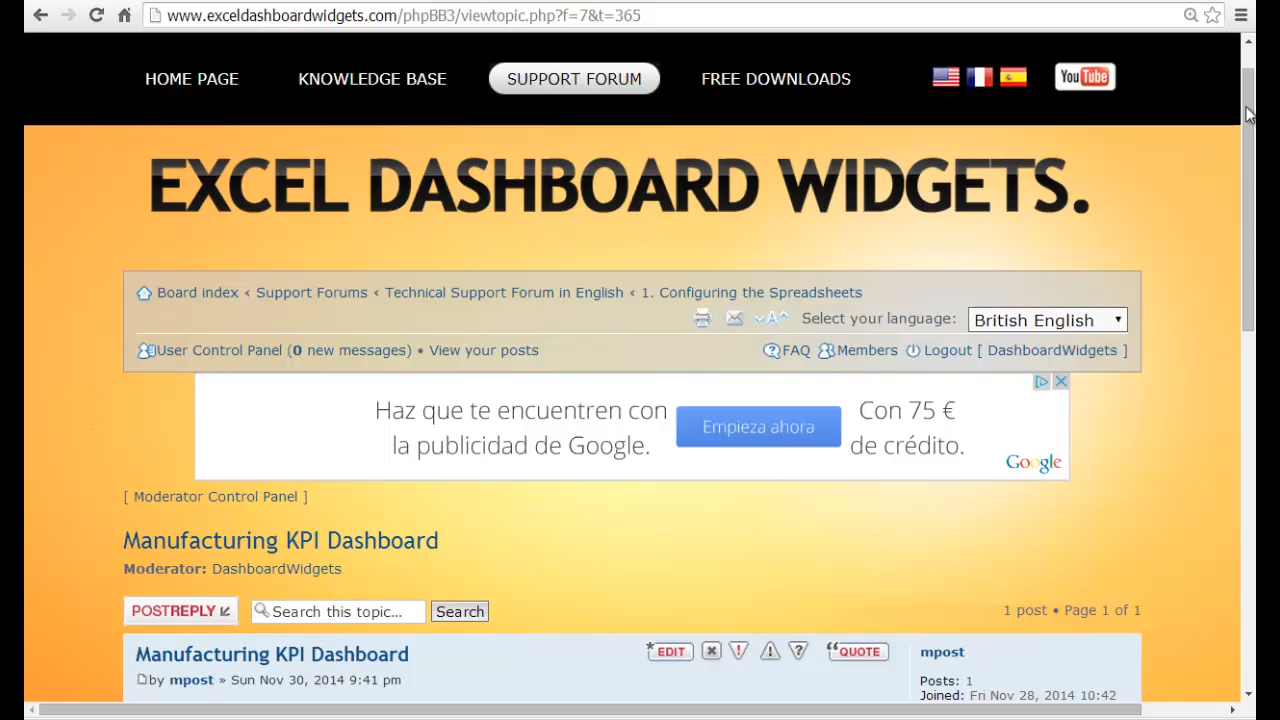 www.exceldashboardwidgets.com/phpBB3/viewtopic.php?f=7&t=365
HOME PAGE KNOWLEDGE BASE SUPPORT FORUM FREE DOWNLOADS YouTube
EXCEL DASHBOARD WIDGETS.
Board index ‹ Support Forums ‹ Technical Support Forum in English ‹ 1. Configuring the Spreadsheets
A Select your language: British English
User Control Panel (0 new messages) • View your posts FAQ Members Logout [ DashboardWidgets ]
Haz que te encuentren con
la publicidad de Google.
Empieza ahora
Con 75 €
de crédito.
Google
[ Moderator Control Panel ]
Manufacturing KPI Dashboard
Moderator: DashboardWidgets
POSTREPLY Search this topic... Search 1 post • Page 1 of 1
Manufacturing KPI Dashboard EDIT QUOTE mpost
by mpost » Sun Nov 30, 2014 9:41 pm Posts: 1
Joined: Fri Nov 28, 2014 10:42